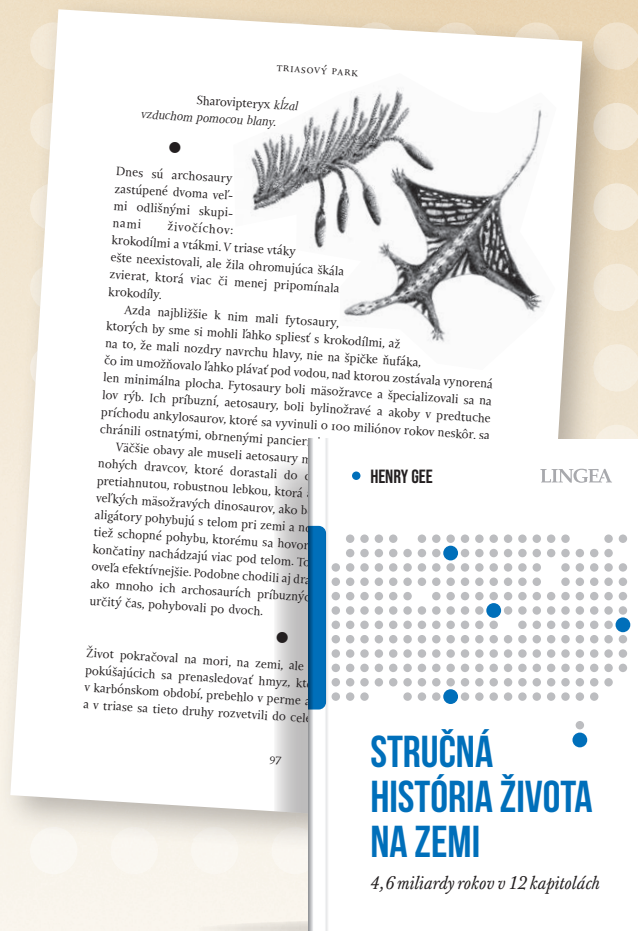 TRIASOVÝ PARK
Sharovipteryx kĺzal
vzduchom pomocou blany.
Dnes sú archosaury
zastúpené dvoma veľ-
mi odlišnými skupi-
nami živočíchov:
krokodílmi a vtákmi. V triase vtáky
ešte neexistovali, ale žila ohromujúca škála
zvierat, ktorá viac či menej pripomínala
krokodíly.
Azda najbližšie k nim mali fytosaury,
ktorých by sme si mohli ľahko spliesť s krokodílmi, až
na to, že mali nozdry navrchu hlavy, nie na špičke ňufáka,
čo im umožňovalo ľahko plávať pod vodou, nad ktorou zostávala vynorená
len minimálna plocha. Fytosaury boli mäsožravce a špecializovali sa na
lov rýb. Ich príbuzní, aetosaury, boli bylinožravé a akoby v predtuche
príchodu ankylosaurov, ktoré sa vyvinuli o 100 miliónov rokov neskôr, sa
chránili ostnatými, obrnenými
Väčšie obavy ale museli aetosaury
nohých dravcov, ktoré dorastali do
pretiahnutou, robustnou lebkou, ktorá
veľkých mäsožravých dinosaurov, ako
aligátory pohybujú s telom pri zemi a
tiež schopné pohybu, ktorému sa
končatiny nachádzajú viac pod telom.
oveľa efektívnejšie. Podobne chodili aj
ako mnoho ich archosaurích
určitý čas, pohybovali po dvoch.
Život pokračoval na mori, na zemi, ale
pokúšajúcich sa prenasledovať hmyz,
v karbónskom období, prebehlo v perme
a v triase sa tieto druhy rozvetvili do
97
HENRY GEE
LINGEA
STRUČNÁ
HISTÓRIA ŽIVOTA
NA ZEMI
4,6 miliardy rokov v 12 kapitolách